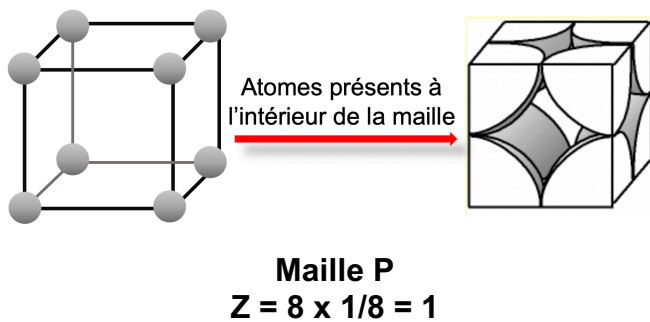 Atomes présents à
l'intérieur de la maille
Maille P
Z = 8 x 1/8 = 1